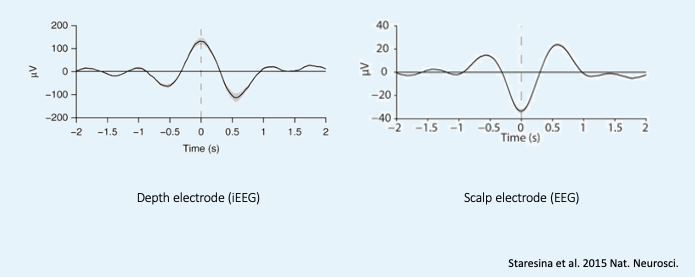 200
100
0
−100
−200
μV
−2 −1.5 −1 −0.5 0 0.5 1 1.5 2
Time (s)
40
20
0
−20
−40
μV
−2 −1.5 −1 −0.5 0 0.5 1 1.5 2
Time (s)
Depth electrode (iEEG)
Scalp electrode (EEG)
Staresina et al. 2015 Nat. Neurosci.